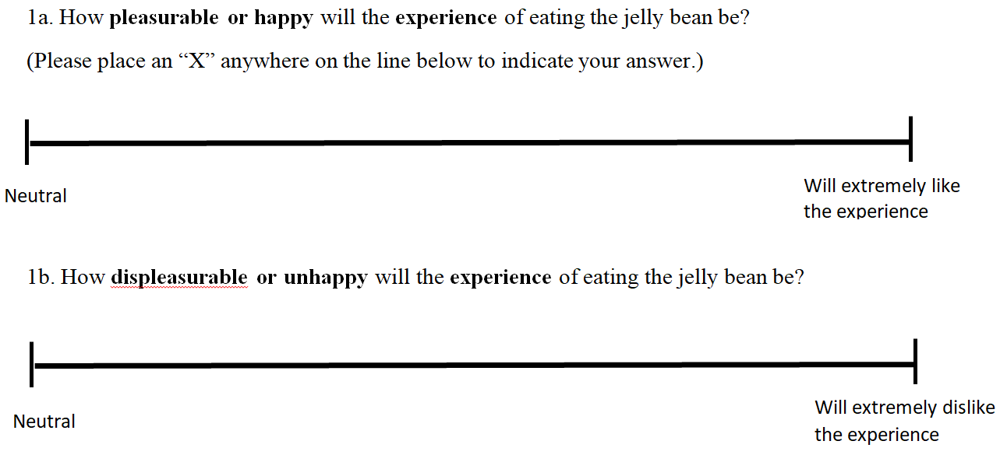 1a. How pleasurable or happy will the experience of eating the jelly bean be?
(Please place an “X” anywhere on the line below to indicate your answer.)
Neutral
Will extremely like
the experience
1b. How displeasurable or unhappy will the experience of eating the jelly bean be?
Neutral
Will extremely dislike
the experience